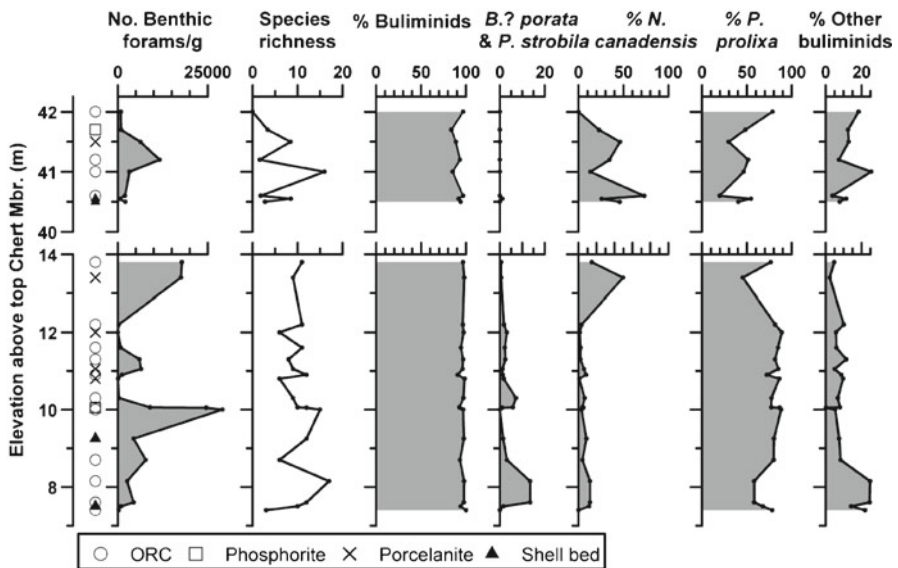 No. Benthic forams/g
Species richness
% Buliminids
B.? porata & P. strobila
% N. canadensis
% P. prolixa
% Other buliminids
0 25000
0 10 20
0 50 100
0 20
0 50 100
0 50 100
0 20
Elevation above top Chert Mbr. (m)
42
41
40
14
12
10
8
ORC Phosphorite Porcelanite Shell bed